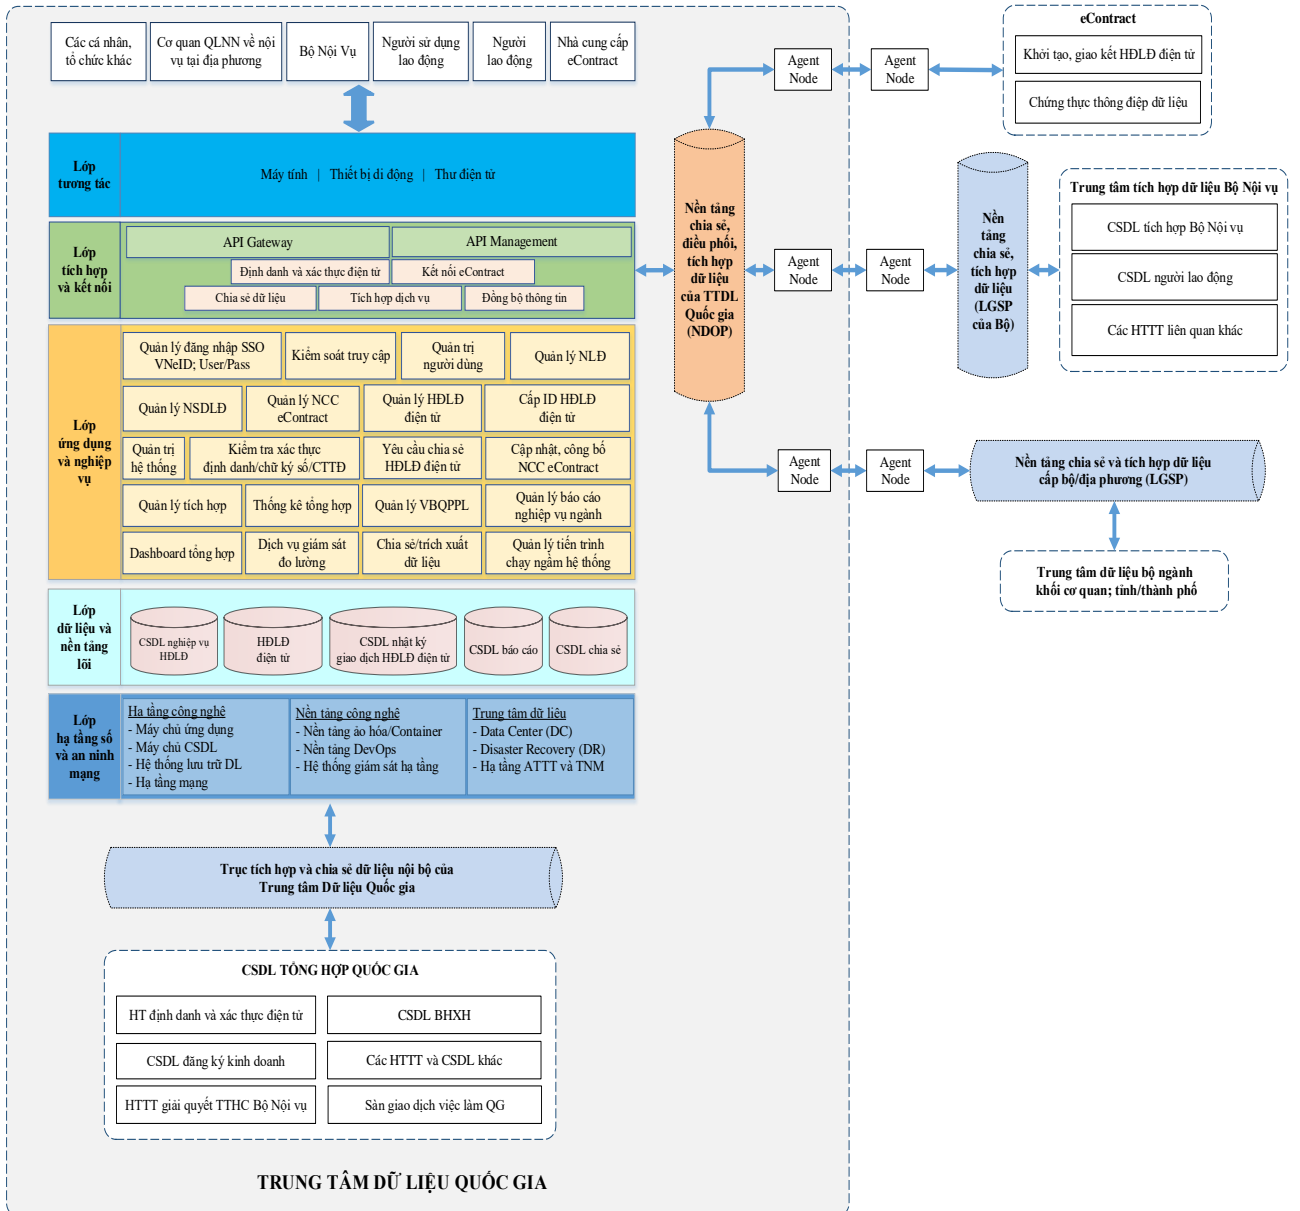 Các cá nhân,
tổ chức khác
Cơ quan QLNN về nội
vụ tại địa phương
Bộ Nội Vụ
Người sử dụng
lao động
Người
lao động
Nhà cung cấp
eContract
Lớp
tương tác
Máy tính | Thiết bị di động | Thư điện tử
Lớp
tích hợp
và kết nối
API Gateway
API Management
Định danh và xác thực điện tử
Kết nối eContract
Chia sẻ dữ liệu
Tích hợp dịch vụ
Đồng bộ thông tin
Lớp
ứng dụng
và nghiệp
vụ
Quản lý đăng nhập SSO
VNeID; User/Pass
Kiểm soát truy cập
Quản trị
người dùng
Quản lý NLĐ
Quản lý NSDLĐ
Quản lý NCC
eContract
Quản lý HĐLĐ
điện tử
Cấp ID HĐLĐ
điện tử
Quản trị
hệ thống
Kiểm tra xác thực
định danh/chữ ký số/CTTĐ
Yêu cầu chia sẻ
HĐLĐ điện tử
Cập nhật, công bố
NCC eContract
Quản lý tích hợp
Thống kê tổng hợp
Quản lý VBQPPL
Quản lý báo cáo
nghiệp vụ ngành
Dashboard tổng hợp
Dịch vụ giám sát
đo lường
Chia sẻ/trích xuất
dữ liệu
Quản lý tiến trình
chạy ngầm hệ thống
Lớp
dữ liệu và
nền tảng
lõi
CSDL nghiệp vụ
HĐLĐ
HĐLĐ
điện tử
CSDL nhật ký
giao dịch HĐLĐ điện tử
CSDL báo cáo
CSDL chia sẻ
Lớp
hạ tầng số
và an ninh
mạng
Hạ tầng công nghệ
- Máy chủ ứng dụng
- Máy chủ CSDL
- Hệ thống lưu trữ DL
- Hạ tầng mạng
Nền tảng công nghệ
- Nền tảng ảo hóa/Container
- Nền tảng DevOps
- Hệ thống giám sát hạ tầng
Trung tâm dữ liệu
- Data Center (DC)
- Disaster Recovery (DR)
- Hạ tầng ATTT và TNM
Trục tích hợp và chia sẻ dữ liệu nội bộ của
Trung tâm Dữ liệu Quốc gia
CSDL TỔNG HỢP QUỐC GIA
HT định danh và xác thực điện tử
CSDL BHXH
CSDL đăng ký kinh doanh
Các HTTT và CSDL khác
HTTT giải quyết TTHC Bộ Nội vụ
Sàn giao dịch việc làm QG
TRUNG TÂM DỮ LIỆU QUỐC GIA
Nền tảng
chia sẻ,
điều phối,
tích hợp
dữ liệu
của TTDL
Quốc gia
(NDOP)
Agent
Node
Agent
Node
eContract
Khởi tạo, giao kết HĐLĐ điện tử
Chứng thực thông điệp dữ liệu
Agent
Node
Agent
Node
Nền
tảng
chia sẻ,
tích hợp
dữ liệu
(LGSP
của Bộ)
Trung tâm tích hợp dữ liệu Bộ Nội vụ
CSDL tích hợp Bộ Nội vụ
CSDL người lao động
Các HTTT liên quan khác
Agent
Node
Agent
Node
Nền tảng chia sẻ và tích hợp dữ liệu
cấp bộ/địa phương (LGSP)
Trung tâm dữ liệu bộ ngành
khối cơ quan; tỉnh/thành phố